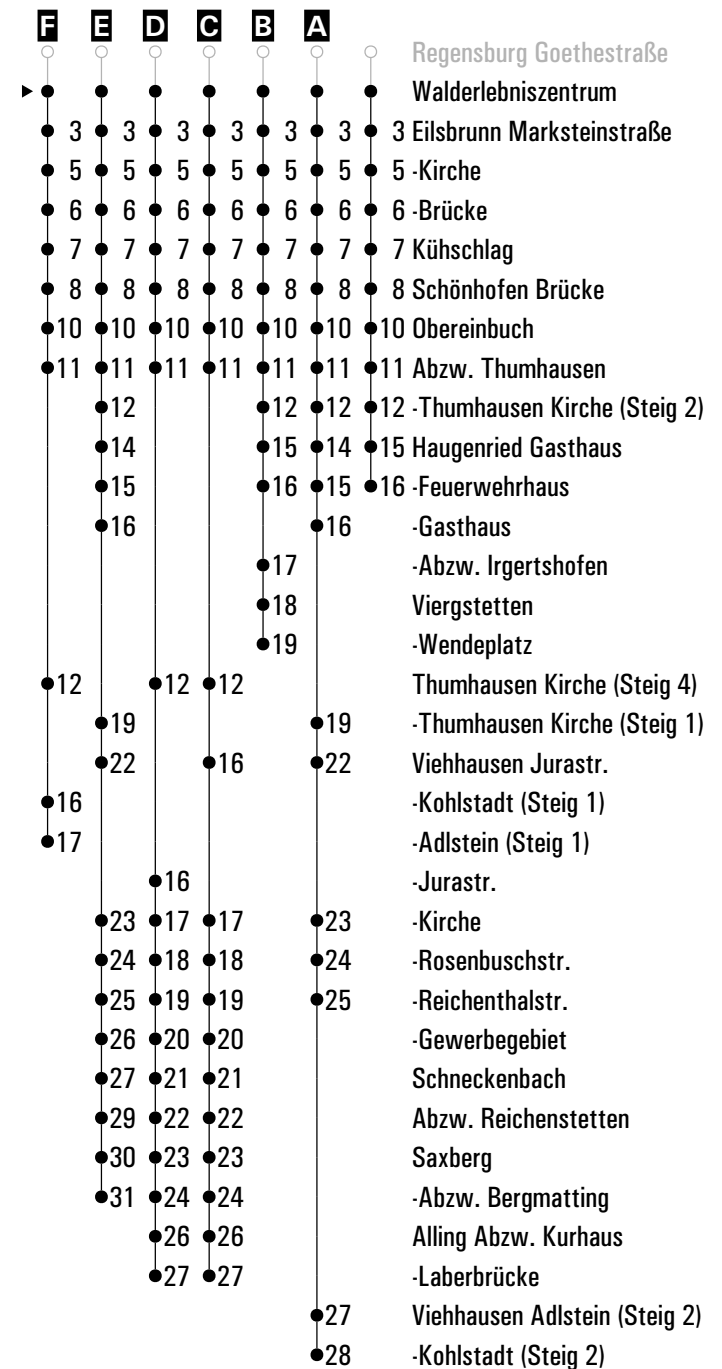 F E D C B A
Regensburg Goethestraße
Walderlebniszentrum
3 3 3 3 3 3 3 Eilsbrunn Marksteinstraße
5 5 5 5 5 5 5 -Kirche
6 6 6 6 6 6 6 -Brücke
7 7 7 7 7 7 7 Kühschlag
8 8 8 8 8 8 8 Schönhofen Brücke
10 10 10 10 10 10 10 Obereinbuch
11 11 11 11 11 11 11 Abzw. Thumhausen
12 12 12 12 -Thumhausen Kirche (Steig 2)
14 15 14 15 Haugenried Gasthaus
15 16 15 16 -Feuerwehrhaus
16 16 -Gasthaus
17 -Abzw. Irgertshofen
18 Viergstetten
19 -Wendeplatz
12 12 12 Thumhausen Kirche (Steig 4)
19 19 -Thumhausen Kirche (Steig 1)
22 16 22 Viehhausen Jurastr.
16 -Kohlstadt (Steig 1)
17 -Adlstein (Steig 1)
16 -Jurastr.
23 17 17 23 -Kirche
24 18 18 24 -Rosenbuschstr.
25 19 19 25 -Reichenthalstr.
26 20 20 -Gewerbegebiet
27 21 21 Schneckenbach
29 22 22 Abzw. Reichenstetten
30 23 23 Saxberg
31 24 24 -Abzw. Bergmatting
26 26 Alling Abzw. Kurhaus
27 27 -Laberbrücke
27 Viehhausen Adlstein (Steig 2)
28 -Kohlstadt (Steig 2)